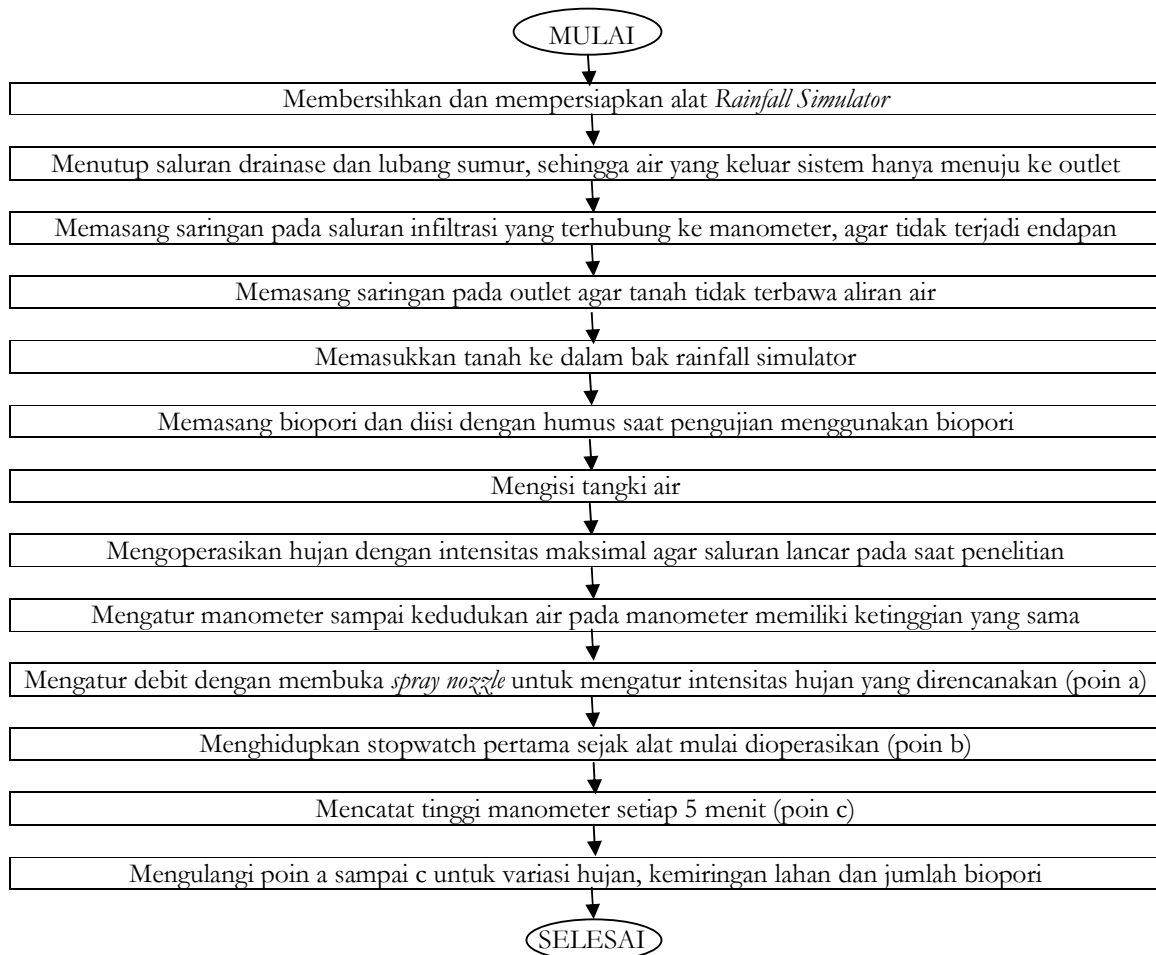 MULAI
Membersihkan dan mempersiapkan alat Rainfall Simulator
Menutup saluran drainase dan lubang sumur, sehingga air yang keluar sistem hanya menuju ke outlet
Memasang saringan pada saluran infiltrasi yang terhubung ke manometer, agar tidak terjadi endapan
Memasang saringan pada outlet agar tanah tidak terbawa aliran air
Memasukkan tanah ke dalam bak rainfall simulator
Memasang biopori dan diisi dengan humus saat pengujian menggunakan biopori
Mengisi tangki air
Mengoperasikan hujan dengan intensitas maksimal agar saluran lancar pada saat penelitian
Mengatur manometer sampai kedudukan air pada manometer memiliki ketinggian yang sama
Mengatur debit dengan membuka spray nozzle untuk mengatur intensitas hujan yang direncanakan (poin a)
Menghidupkan stopwatch pertama sejak alat mulai dioperasikan (poin b)
Mencatat tinggi manometer setiap 5 menit (poin c)
Mengulangi poin a sampai c untuk variasi hujan, kemiringan lahan dan jumlah biopori
SELESAI